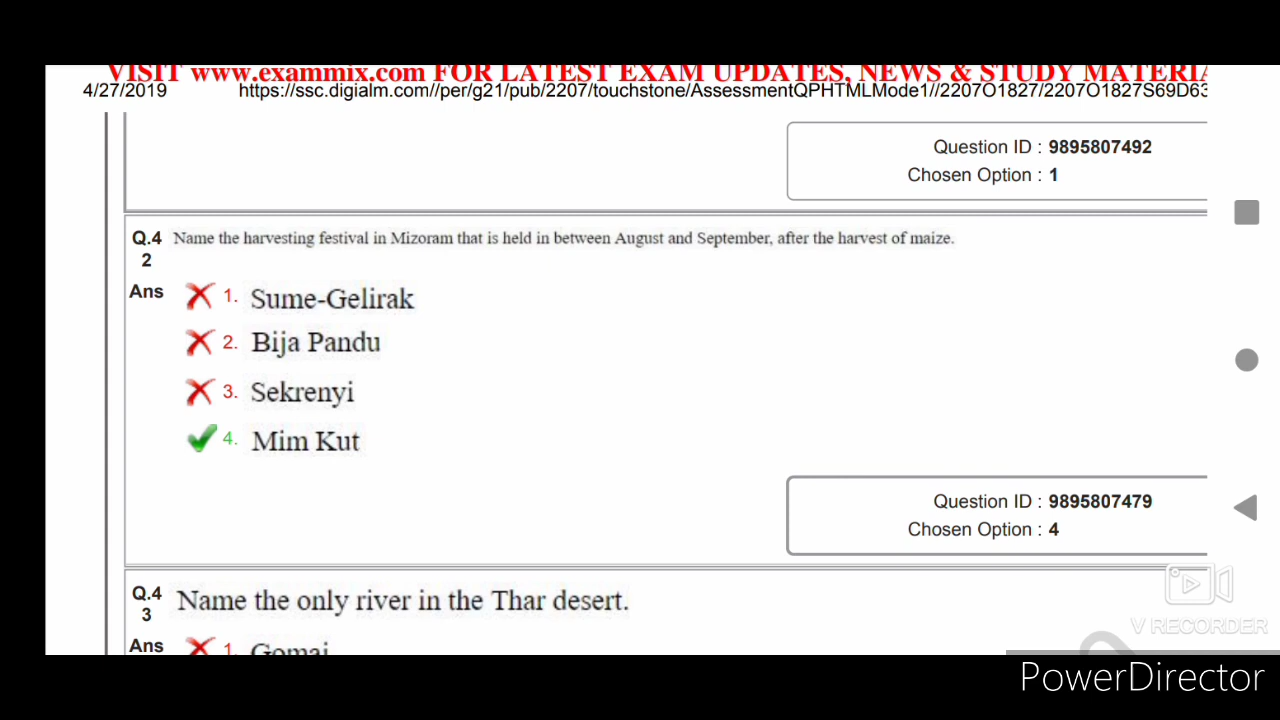 VISIT www.exammix.com FOR LATEST EXAM UPDATES, NEWS & STUDY MATERIA
4/27/2019 https://ssc.digialm.com//per/g21/pub/2207/touchstone/AssessmentQPHTMLMode1//2207O1827/2207O1827S69D63
Question ID : 9895807492
Chosen Option : 1
Q.4 Name the harvesting festival in Mizoram that is held in between August and September, after the harvest of maize.
2
Ans 1. Sume-Gelirak
2. Bija Pandu
3. Sekrenyi
4. Mim Kut
Question ID : 9895807479
Chosen Option : 4
Q.4 Name the only river in the Thar desert.
3
Ans 1. Gomai
V RECORDER
PowerDirector